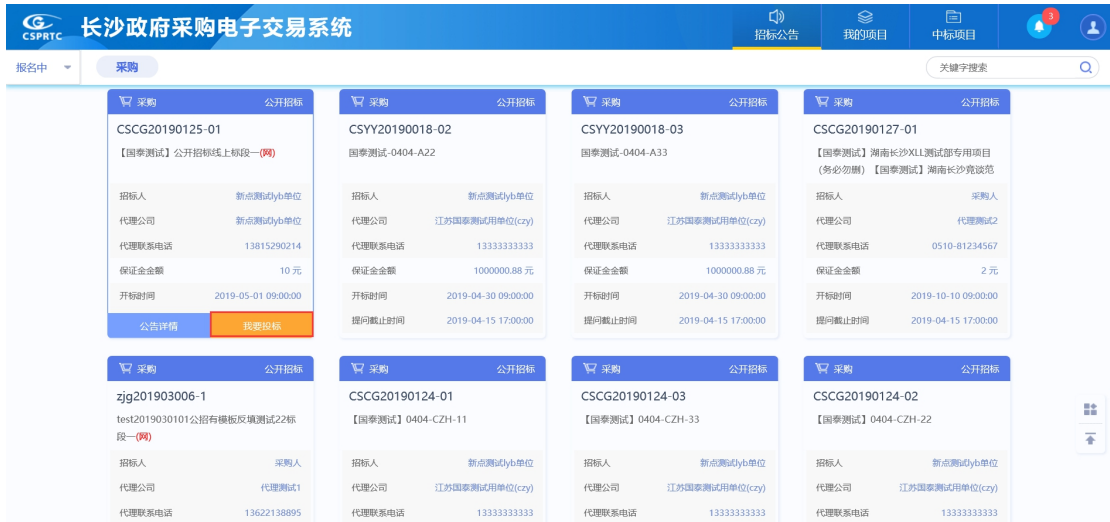 CSPRTC 长沙政府采购电子交易系统 招标公告 我的项目 中标项目 3
报名中 采购 关键字搜索
采购 公开招标
CSCG20190125-01
【国泰测试】公开招标线上标段一(网)
招标人 新点测试lyb单位
代理公司 新点测试lyb单位
代理联系电话 13815290214
保证金金额 10 元
开标时间 2019-05-01 09:00:00
公告详情 我要投标
采购 公开招标
CSYY20190018-02
国泰测试-0404-A22
招标人 新点测试lyb单位
代理公司 江苏国泰测试用单位(czy)
代理联系电话 13333333333
保证金金额 1000000.88 元
开标时间 2019-04-30 09:00:00
提问截止时间 2019-04-15 17:00:00
采购 公开招标
CSYY20190018-03
国泰测试-0404-A33
招标人 新点测试lyb单位
代理公司 江苏国泰测试用单位(czy)
代理联系电话 13333333333
保证金金额 1000000.88 元
开标时间 2019-04-30 09:00:00
提问截止时间 2019-04-15 17:00:00
采购 公开招标
CSCG20190127-01
【国泰测试】湖南长沙XLL测试部专用项目
(务必勿删) 【国泰测试】湖南长沙竞谈范
招标人 采购人
代理公司 代理测试2
代理联系电话 0510-81234567
保证金金额 2 元
开标时间 2019-10-10 09:00:00
提问截止时间 2019-04-15 17:00:00
采购 公开招标
zjg201903006-1
test2019030101公招有模板反填测试22标
段一(网)
招标人 采购人
代理公司 代理测试1
代理联系电话 13622138895
采购 公开招标
CSCG20190124-01
【国泰测试】0404-CZH-11
招标人 新点测试lyb单位
代理公司 江苏国泰测试用单位(czy)
代理联系电话 13333333333
采购 公开招标
CSCG20190124-03
【国泰测试】0404-CZH-33
招标人 新点测试lyb单位
代理公司 江苏国泰测试用单位(czy)
代理联系电话 13333333333
采购 公开招标
CSCG20190124-02
【国泰测试】0404-CZH-22
招标人 新点测试lyb单位
代理公司 江苏国泰测试用单位(czy)
代理联系电话 13333333333